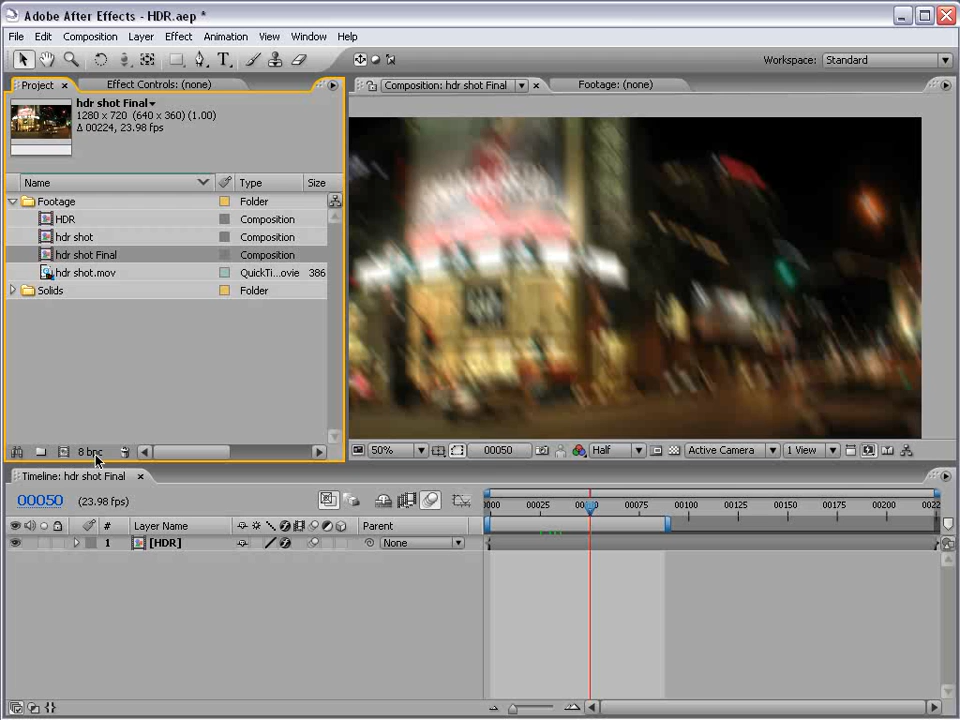 Adobe After Effects - HDR.aep *
File Edit Composition Layer Effect Animation View Window Help
Workspace: Standard
Project Effect Controls: (none) Composition: hdr shot Final Footage: (none)
hdr shot Final
1280 x 720 (640 x 360) (1.00)
Δ 00224, 23.98 fps
Name Type Size
Footage Folder
HDR Composition
hdr shot Composition
hdr shot Final Composition
hdr shot.mov QuickTi...ovie 386
Solids Folder
8 bpc 50% 00050 Half Active Camera 1 View
Timeline: hdr shot Final
00050 (23.98 fps)
00025 00075 00100 00125 00150 00175 00200
# Layer Name Parent
1 [HDR] None